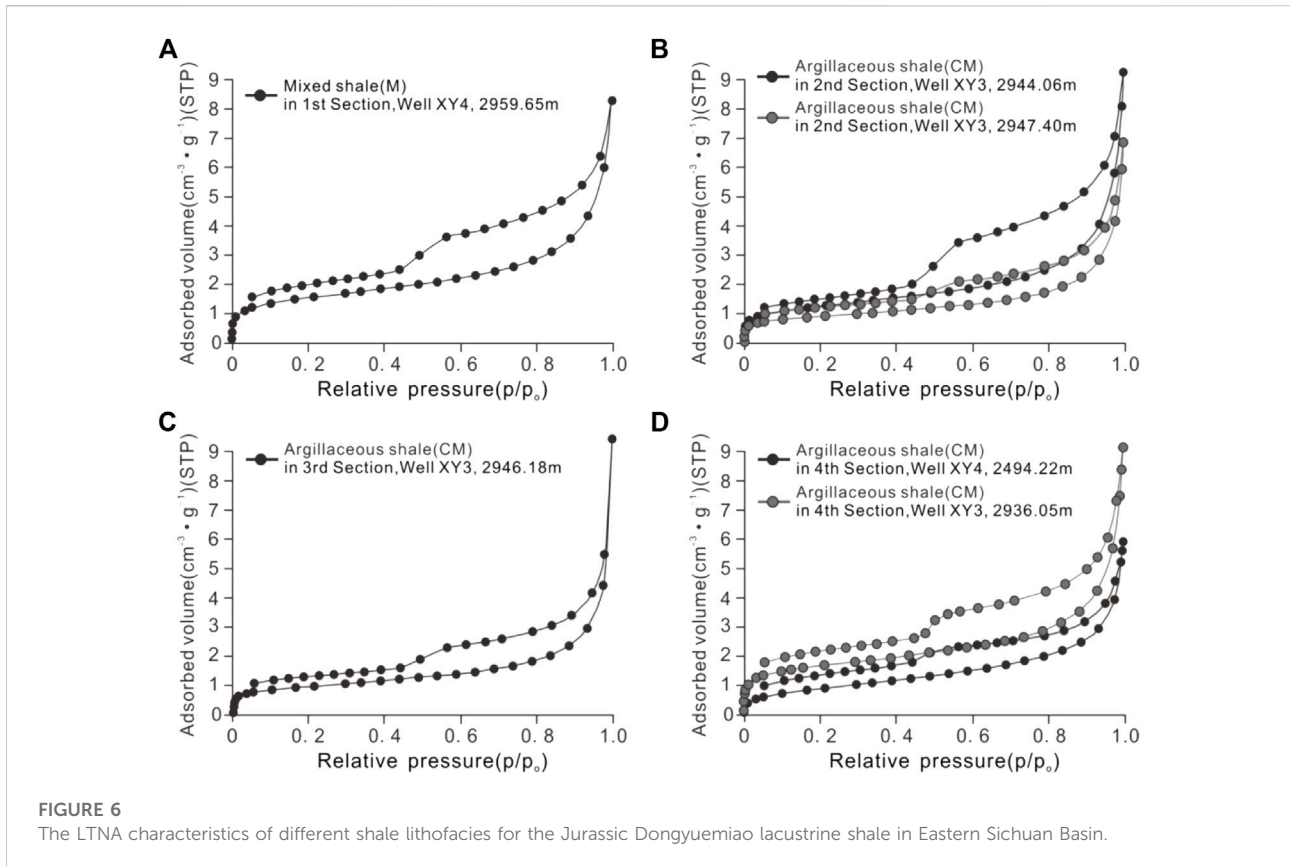 A
Mixed shale(M)
in 1st Section,Well XY4, 2959.65m
Adsorbed volume(cm⁻³・g⁻¹)(STP)
9
8
7
6
5
4
3
2
1
0
0
0.2
0.4
0.6
0.8
1.0
Relative pressure(p/p₀)
B
Argillaceous shale(CM)
in 2nd Section,Well XY3, 2944.06m
Argillaceous shale(CM)
in 2nd Section,Well XY3, 2947.40m
Adsorbed volume(cm⁻³・g⁻¹)(STP)
9
8
7
6
5
4
3
2
1
0
0
0.2
0.4
0.6
0.8
1.0
Relative pressure(p/p₀)
C
Argillaceous shale(CM)
in 3rd Section,Well XY3, 2946.18m
Adsorbed volume(cm⁻³・g⁻¹)(STP)
9
8
7
6
5
4
3
2
1
0
0
0.2
0.4
0.6
0.8
1.0
Relative pressure(p/p₀)
D
Argillaceous shale(CM)
in 4th Section,Well XY4, 2494.22m
Argillaceous shale(CM)
in 4th Section,Well XY3, 2936.05m
Adsorbed volume(cm⁻³・g⁻¹)(STP)
9
8
7
6
5
4
3
2
1
0
0
0.2
0.4
0.6
0.8
1.0
Relative pressure(p/p₀)
FIGURE 6
The LTNA characteristics of different shale lithofacies for the Jurassic Dongyuemiao lacustrine shale in Eastern Sichuan Basin.